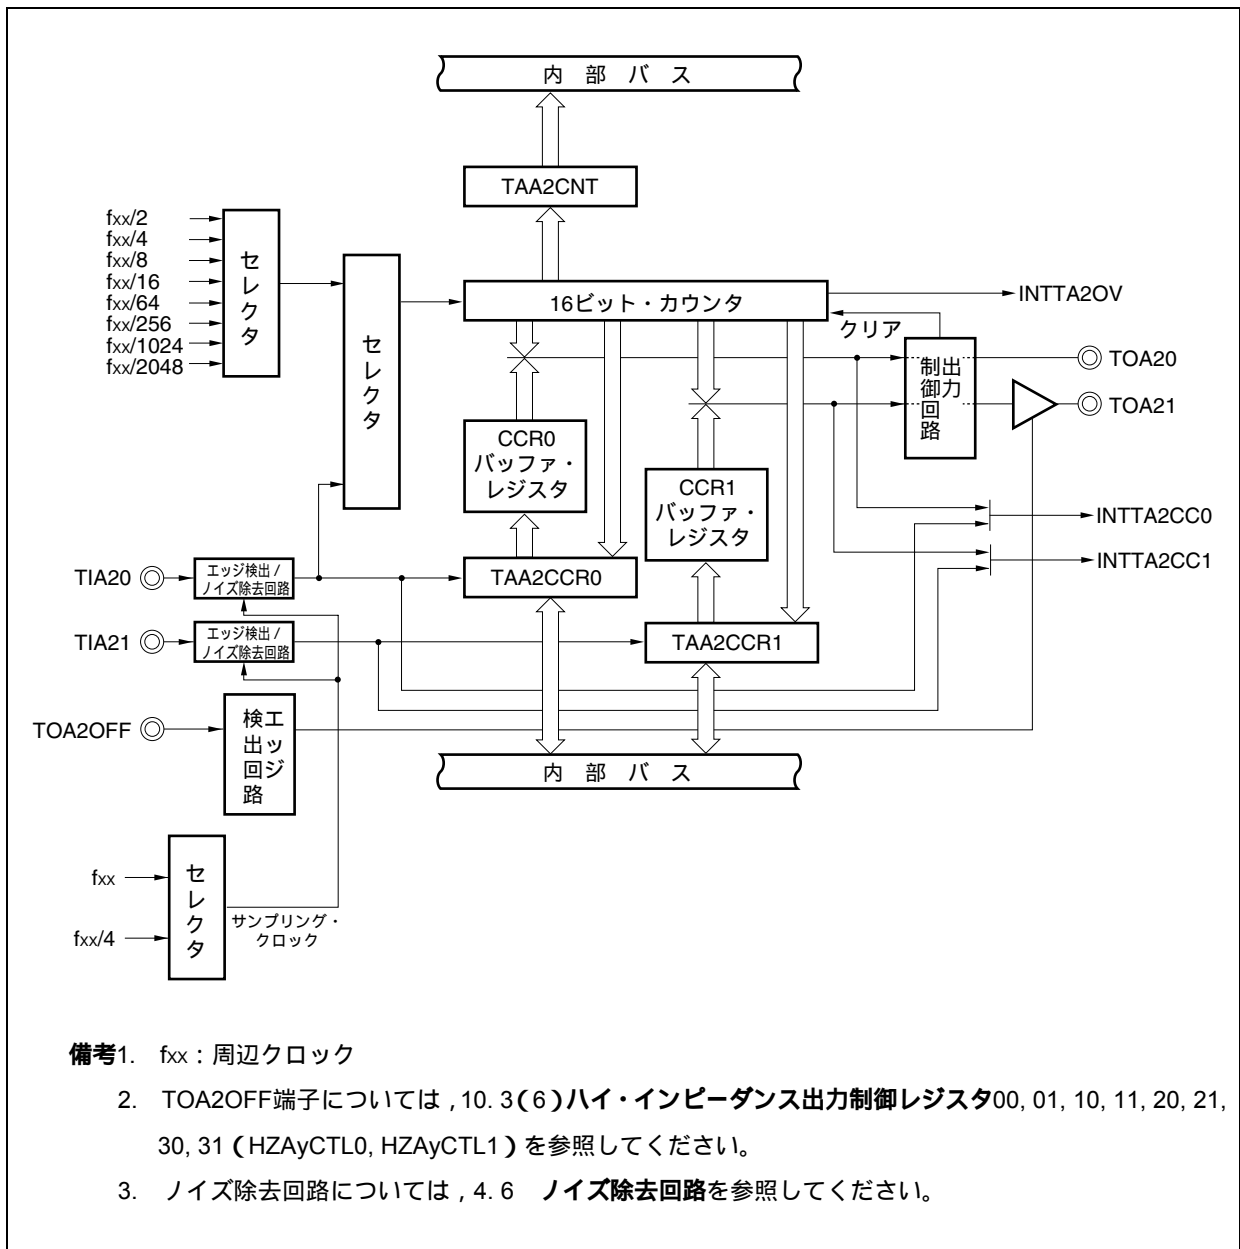 内部バス
TAA2CNT
fxx/2
fxx/4
fxx/8
fxx/16
fxx/64
fxx/256
fxx/1024
fxx/2048
セレクタ
セレクタ
16ビット・カウンタ
INTTA2OV
クリア
出力制御回路
TOA20
TOA21
CCR0
バッファ・
レジスタ
CCR1
バッファ・
レジスタ
INTTA2CC0
INTTA2CC1
TIA20
エッジ検出 /
ノイズ除去回路
TAA2CCR0
TIA21
エッジ検出 /
ノイズ除去回路
TAA2CCR1
TOA2OFF
エッジ検出回路
内部バス
fxx
fxx/4
セレクタ
サンプリング・
クロック
備考1. fxx：周辺クロック
2. TOA2OFF端子については，10. 3（6）ハイ・インピーダンス出力制御レジスタ00, 01, 10, 11, 20, 21,
30, 31（HZAyCTL0, HZAyCTL1）を参照してください。
3. ノイズ除去回路については，4. 6 ノイズ除去回路を参照してください。